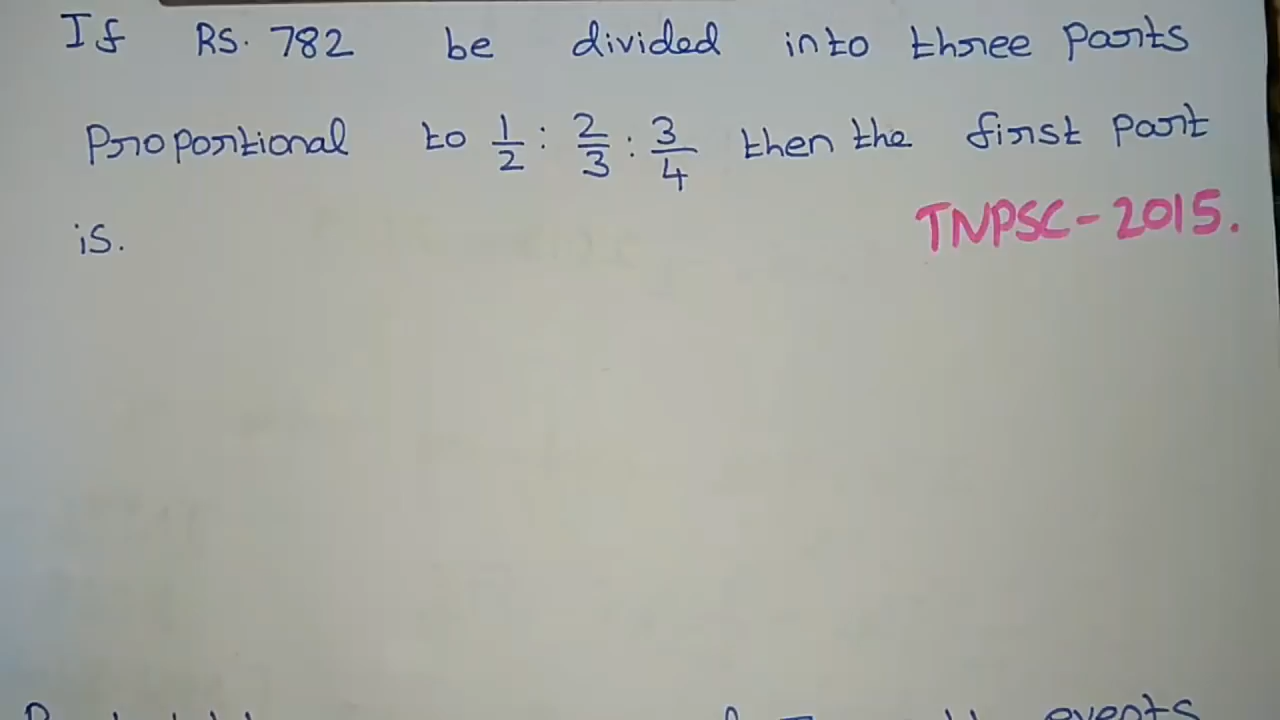 If Rs. 782 be divided into three parts
Proportional to 1/2 : 2/3 : 3/4 then the first part
is.
TNPSC-2015.
events